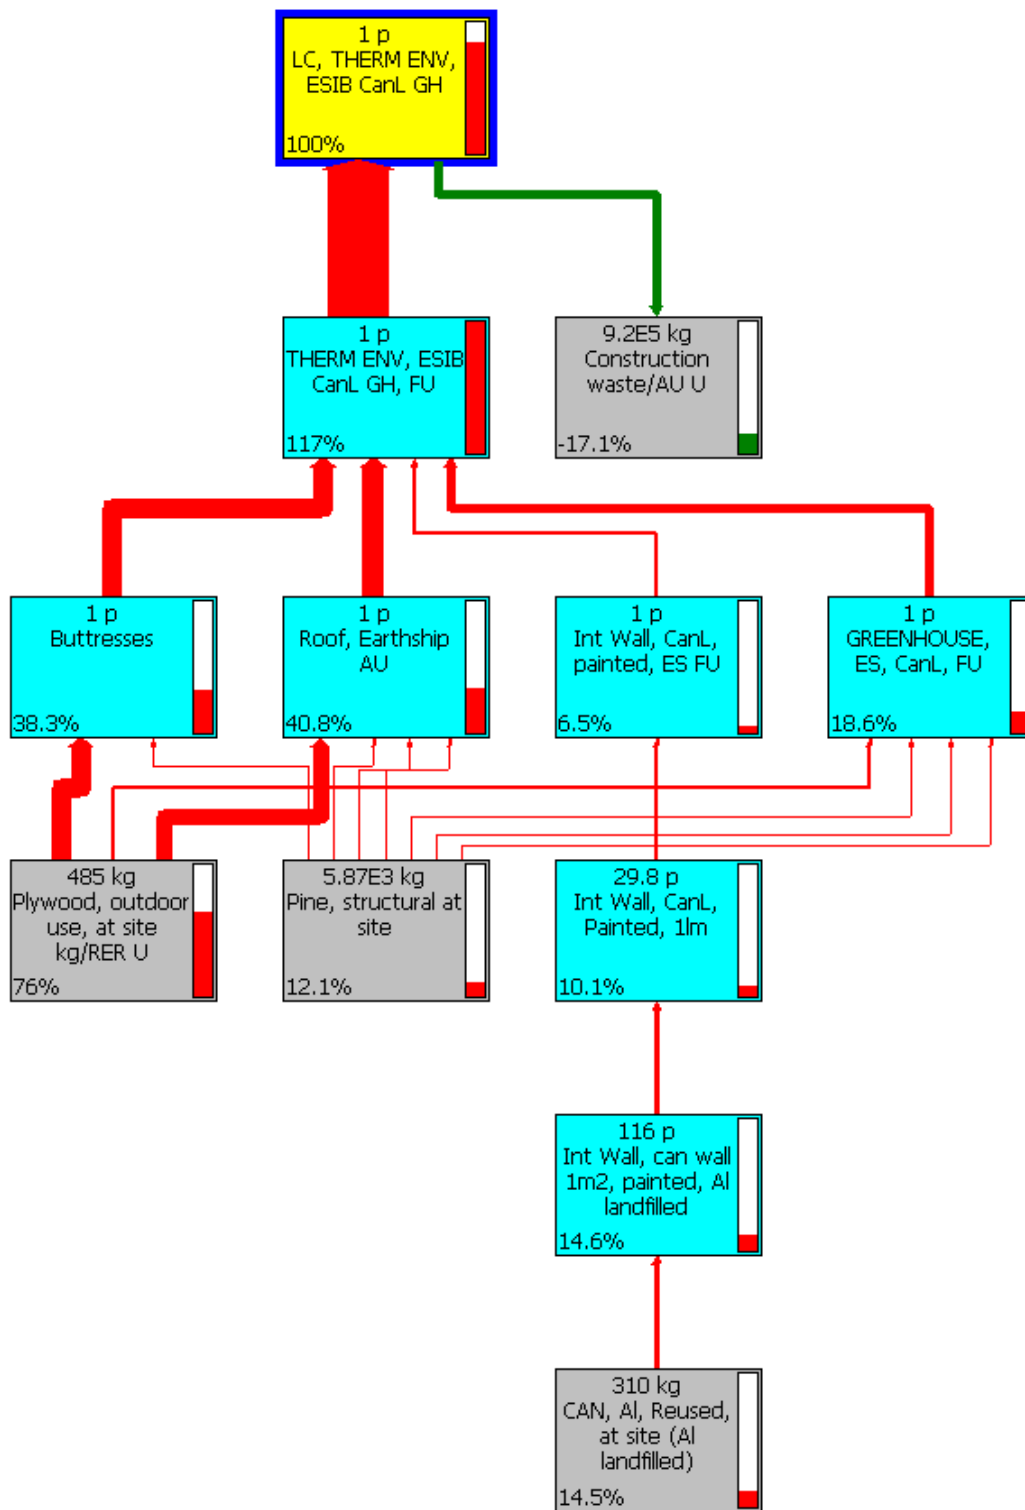 1 p
LC, THERM ENV,
ESIB CanL GH
100%
1 p
THERM ENV, ESIB
CanL GH, FU
117%
9.2E5 kg
Construction
waste/AU U
-17.1%
1 p
Buttresses
38.3%
1 p
Roof, Earthship
AU
40.8%
1 p
Int Wall, CanL,
painted, ES FU
6.5%
1 p
GREENHOUSE,
ES, CanL, FU
18.6%
485 kg
Plywood, outdoor
use, at site
kg/RER U
76%
5.87E3 kg
Pine, structural at
site
12.1%
29.8 p
Int Wall, CanL,
Painted, 1lm
10.1%
116 p
Int Wall, can wall
1m2, painted, Al
landfilled
14.6%
310 kg
CAN, Al, Reused,
at site (Al
landfilled)
14.5%